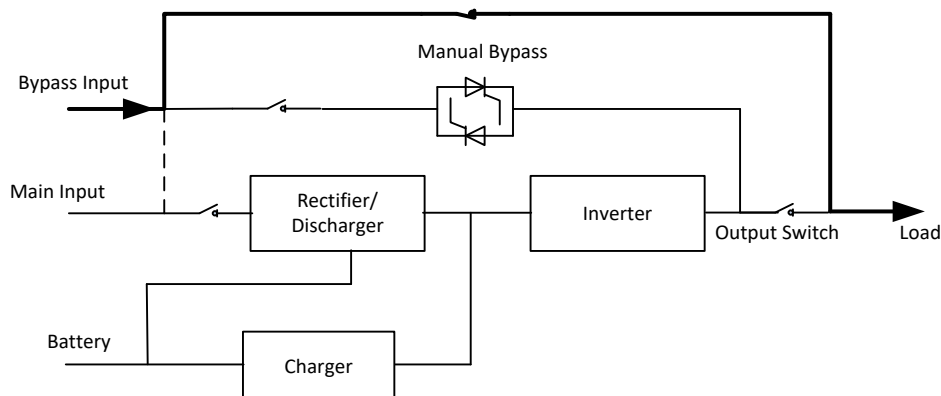 Manual Bypass
Bypass Input
Main Input
Rectifier/
Discharger
Inverter
Output Switch
Load
Battery
Charger